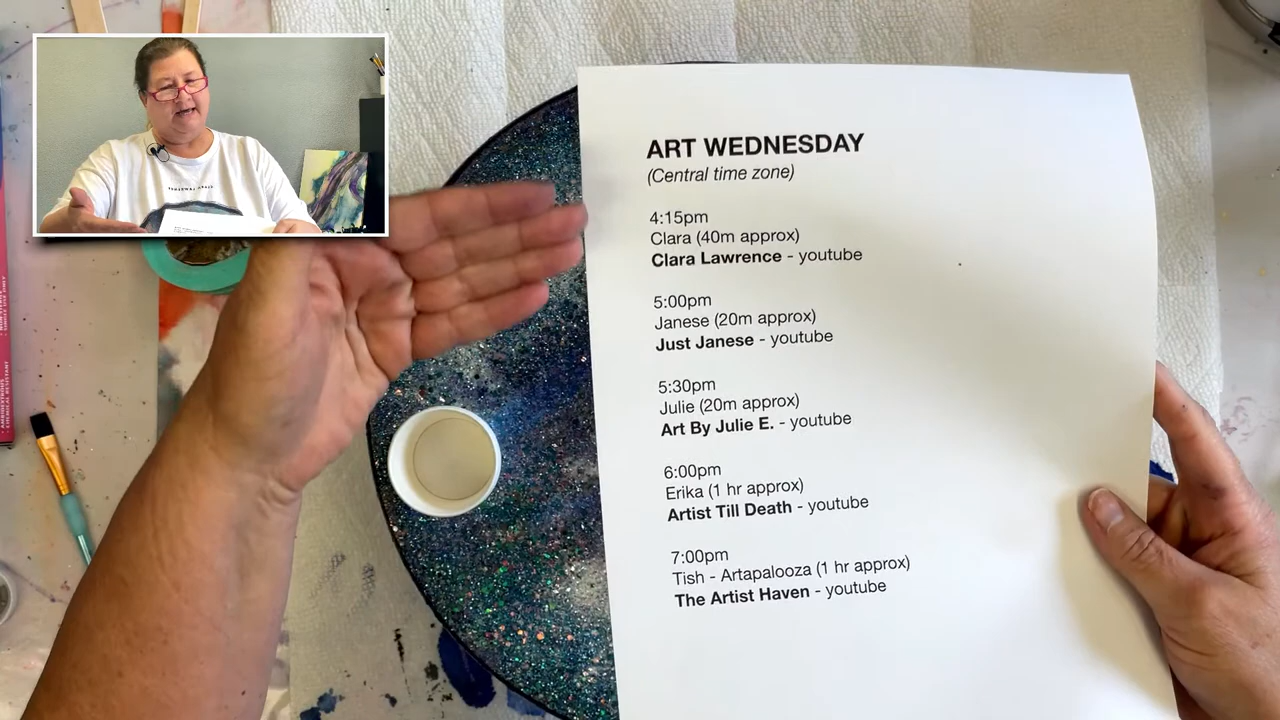 ART WEDNESDAY
(Central time zone)
4:15pm
Clara (40m approx)
Clara Lawrence - youtube
5:00pm
Janese (20m approx)
Just Janese - youtube
5:30pm
Julie (20m approx)
Art By Julie E. - youtube
6:00pm
Erika (1 hr approx)
Artist Till Death - youtube
7:00pm
Tish - Artapalooza (1 hr approx)
The Artist Haven - youtube